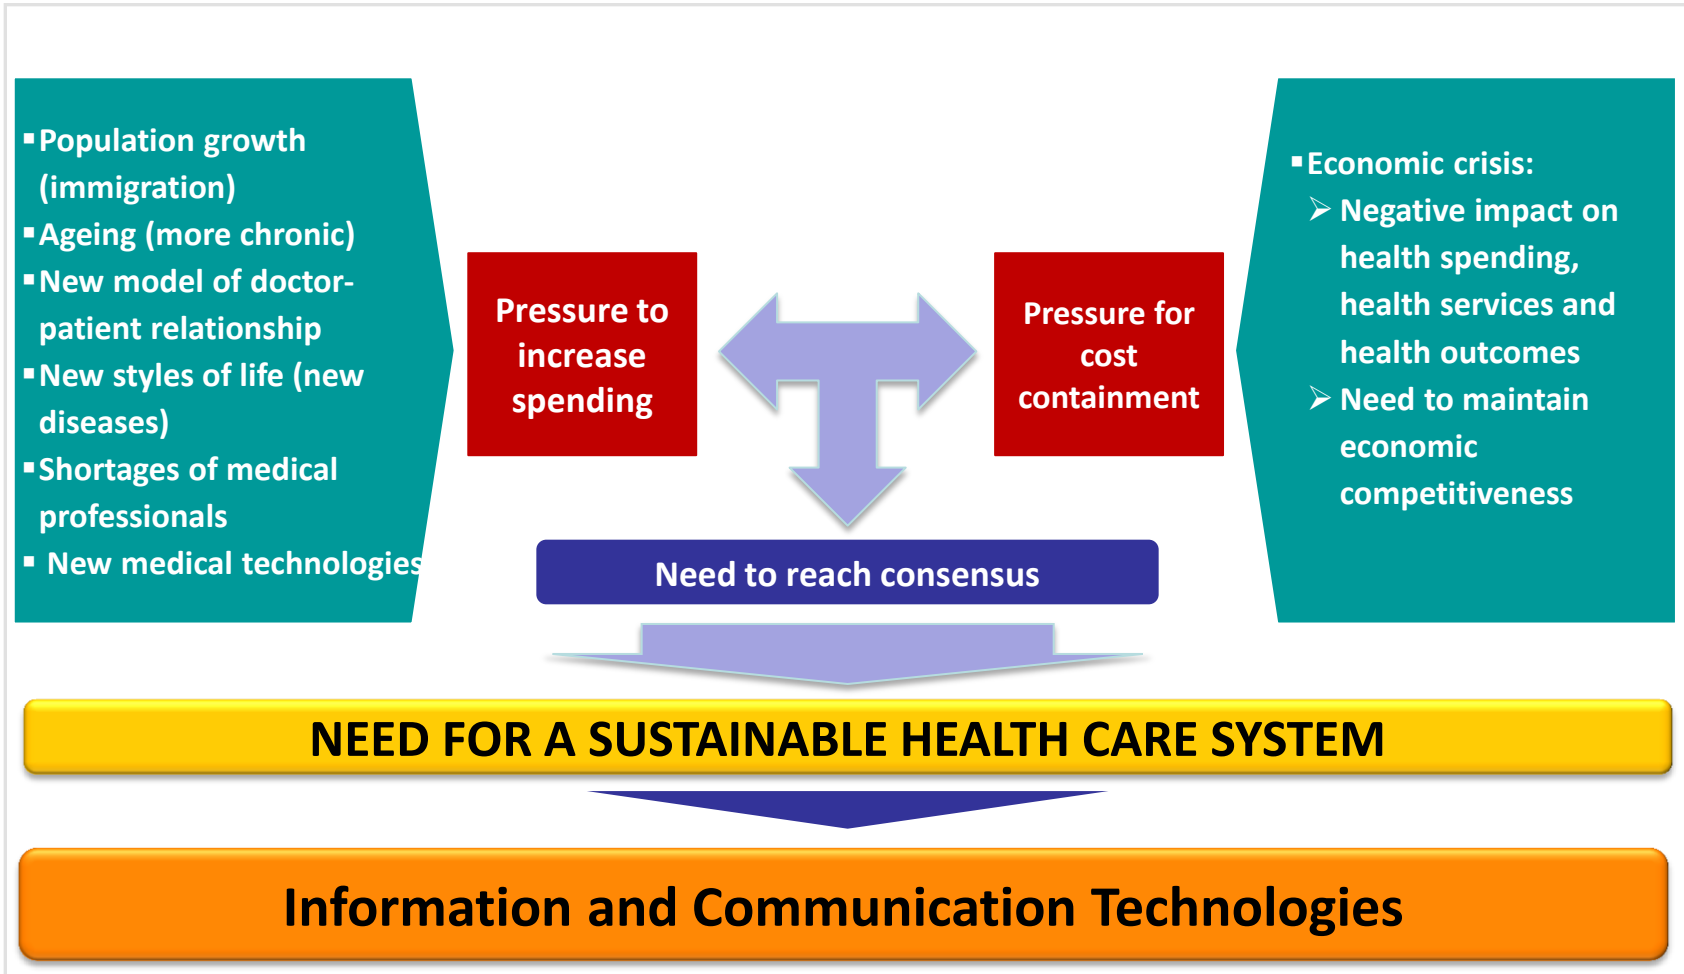 ▪Population growth
(immigration)
▪Ageing (more chronic)
▪New model of doctor-
patient relationship
▪New styles of life (new
diseases)
▪Shortages of medical
professionals
▪ New medical technologies
Pressure to
increase
spending
Pressure for
cost
containment
▪Economic crisis:
➢ Negative impact on
health spending,
health services and
health outcomes
➢ Need to maintain
economic
competitiveness
Need to reach consensus
NEED FOR A SUSTAINABLE HEALTH CARE SYSTEM
Information and Communication Technologies